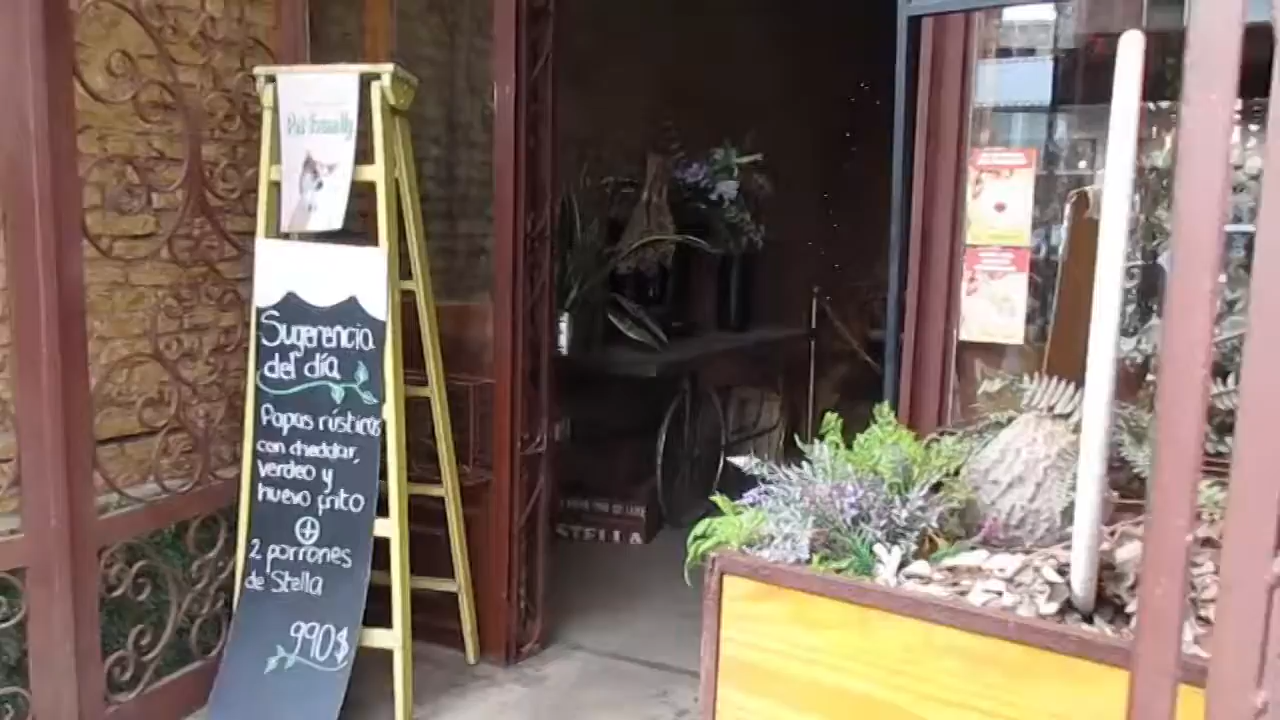 Pet Friendly
Sugerencia
del día
Papas rústicas
con cheddar,
verdeo y
huevo frito
+
2 porrones
de Stella
990$
STELLA